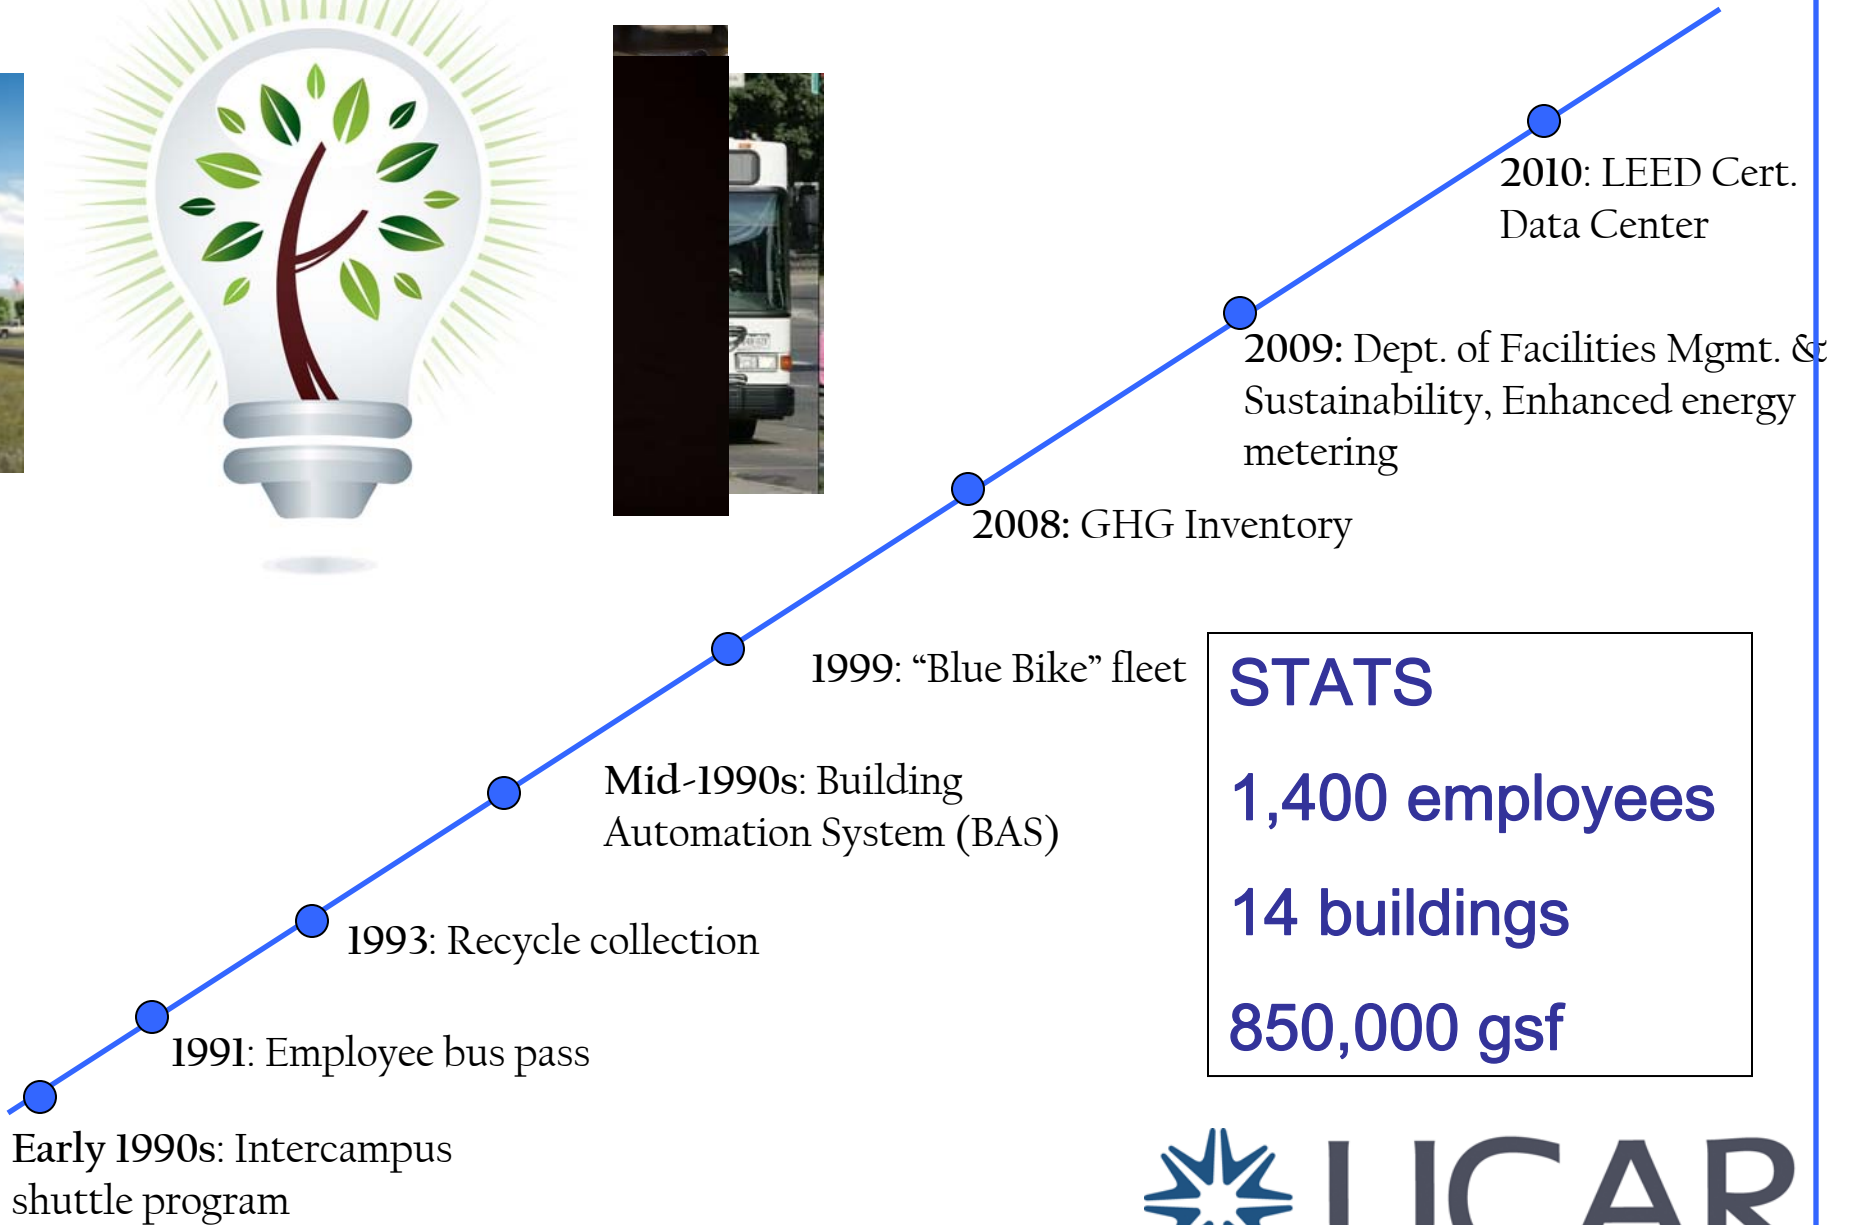 2010: LEED Cert.
Data Center
2009: Dept. of Facilities Mgmt. &
Sustainability, Enhanced energy
metering
2008: GHG Inventory
1999: “Blue Bike” fleet
Mid-1990s: Building
Automation System (BAS)
1993: Recycle collection
1991: Employee bus pass
Early 1990s: Intercampus
shuttle program
STATS
1,400 employees
14 buildings
850,000 gsf
UCAR